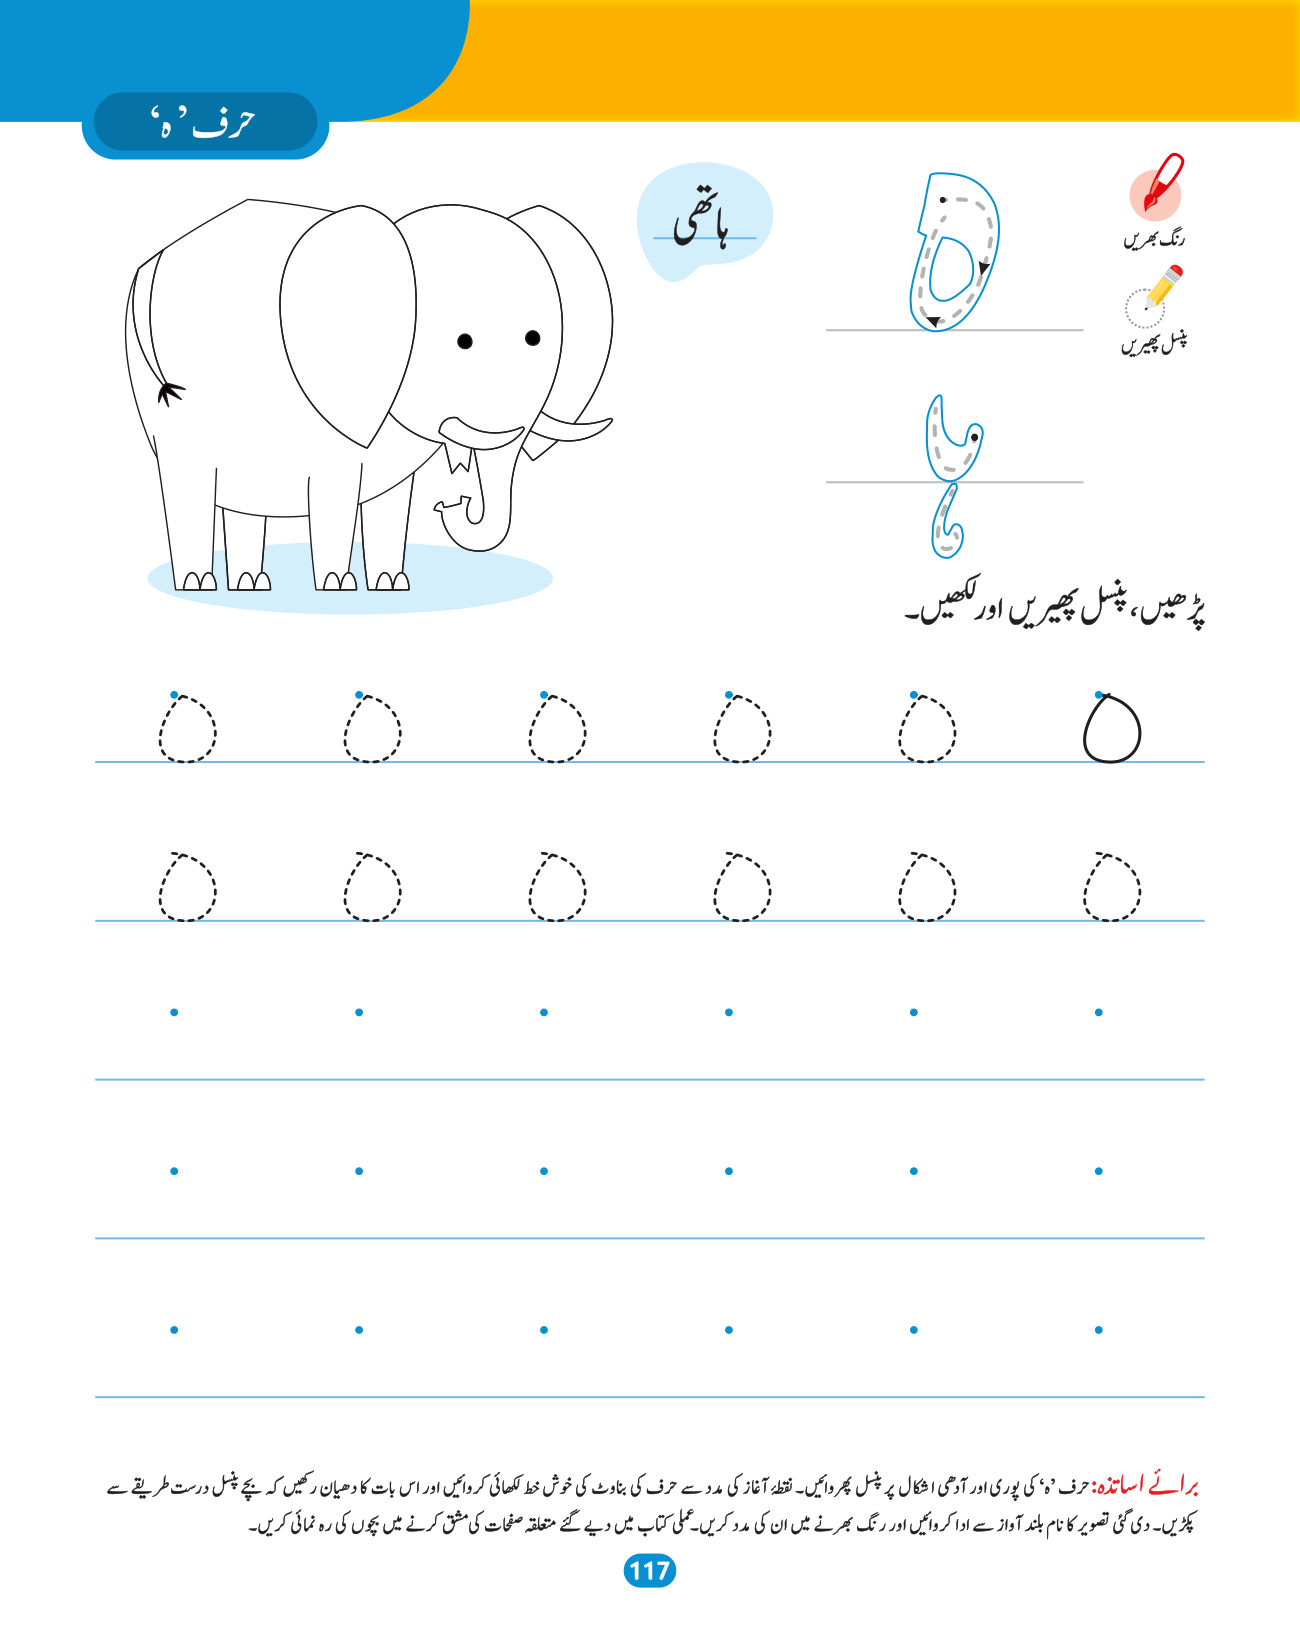 حرف ’ہ‘
ہاتھی
رنگ بھریں
پنسل پھیریں
ہ
ہـ
پڑھیں، پنسل پھیریں اور لکھیں۔
ہ ہ ہ ہ ہ ہ
ہ ہ ہ ہ ہ ہ
برائے اساتذہ: حرف ’ہ‘ کی پوری اور آدھی اشکال پر پنسل پھروائیں۔ نقطۂ آغاز کی مدد سے حرف کی بناوٹ کی خوش خط لکھائی کروائیں اور اس بات کا دھیان رکھیں کہ بچے پنسل درست طریقے سے
پکڑیں۔ دی گئی تصویر کا نام بلند آواز سے ادا کروائیں اور رنگ بھرنے میں ان کی مدد کریں۔ عملی کتاب میں دیے گئے متعلقہ صفحات کی مشق کرنے میں بچوں کی رہ نمائی کریں۔
117